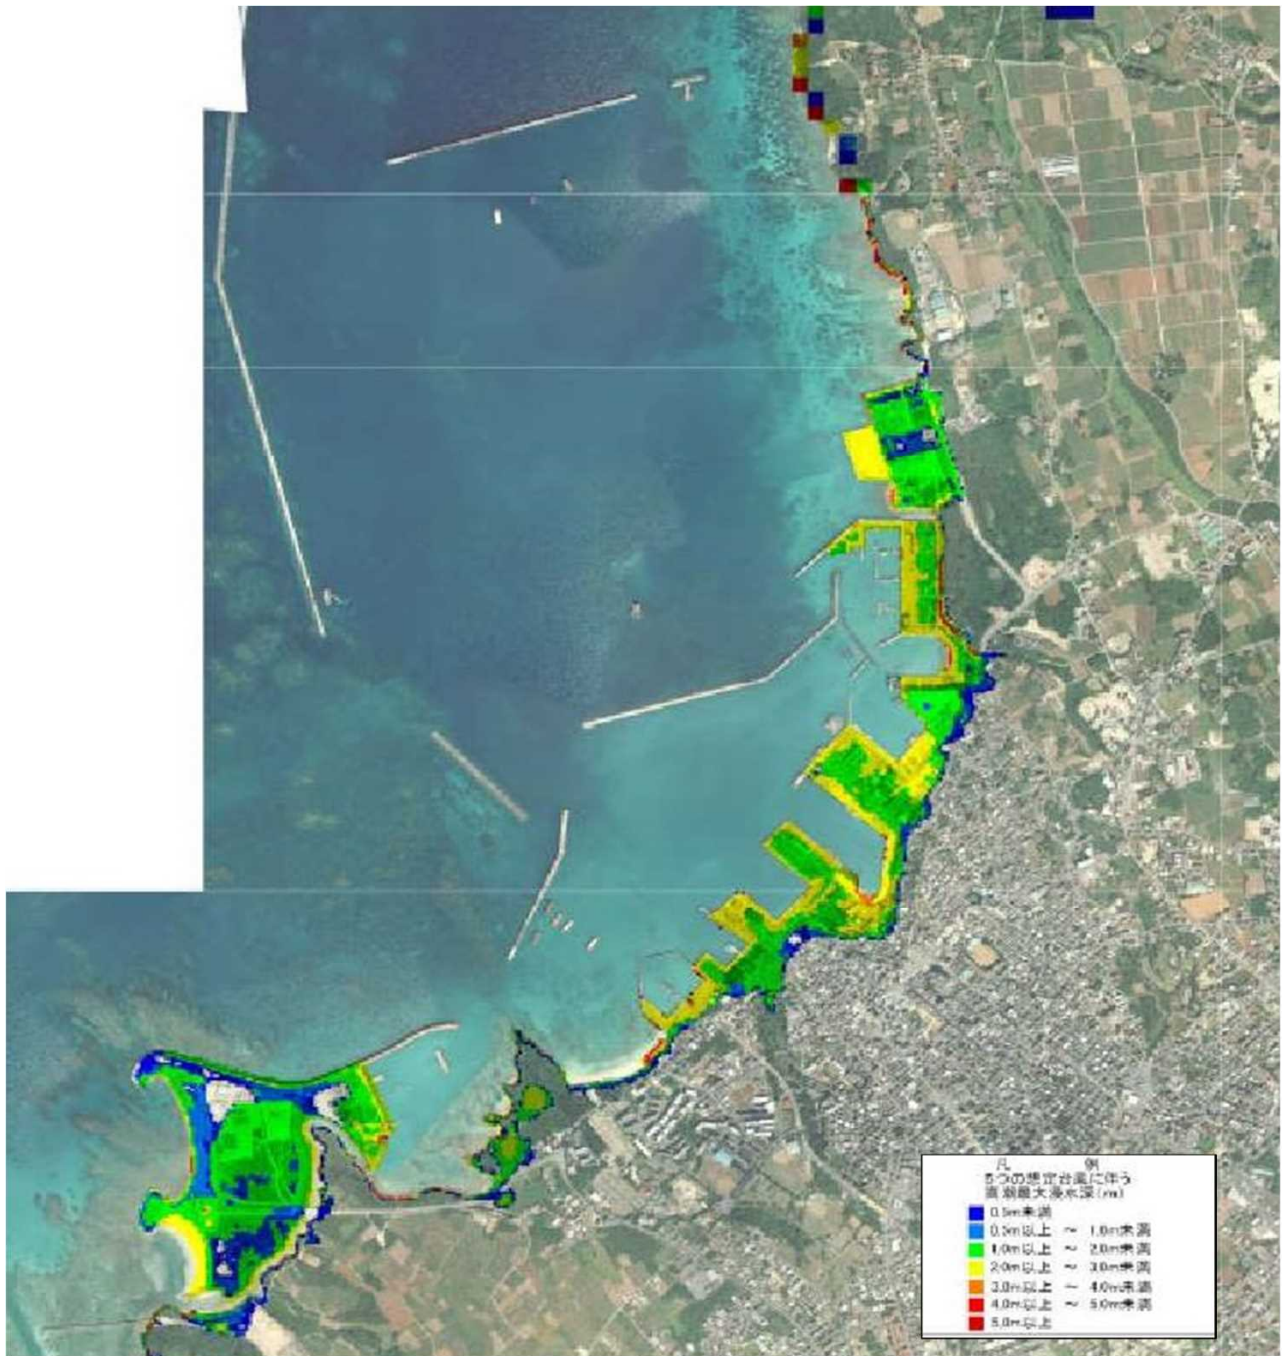 凡 例
5つの想定台風に伴う
高潮最大浸水深(m)
0.5m未満
0.5m以上 ～ 1.0m未満
1.0m以上 ～ 2.0m未満
2.0m以上 ～ 3.0m未満
3.0m以上 ～ 4.0m未満
4.0m以上 ～ 5.0m未満
5.0m以上